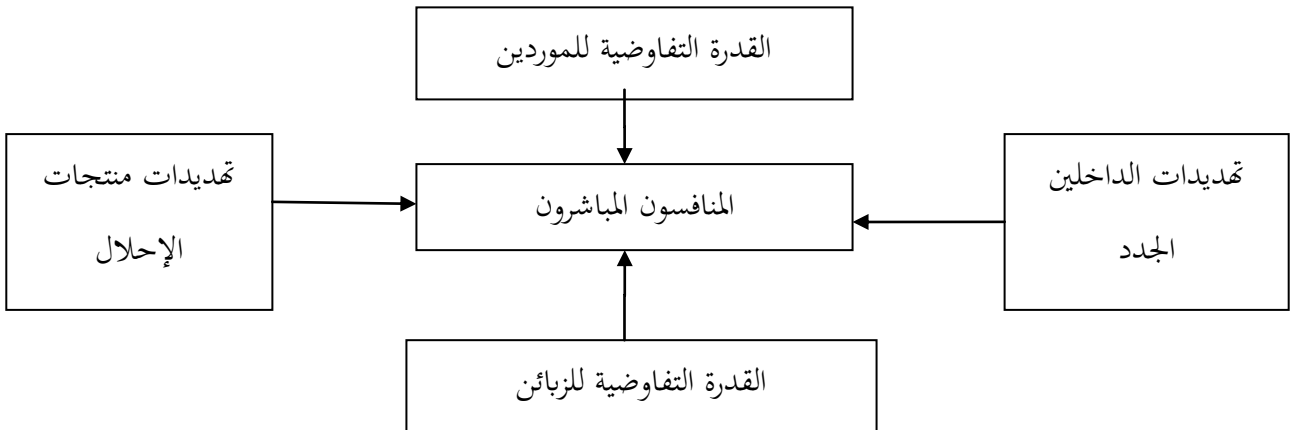 القدرة التفاوضية للموردين
تهديدات الداخلين
الجدد
المنافسون المباشرون
تهديدات منتجات
الإحلال
القدرة التفاوضية للزبائن